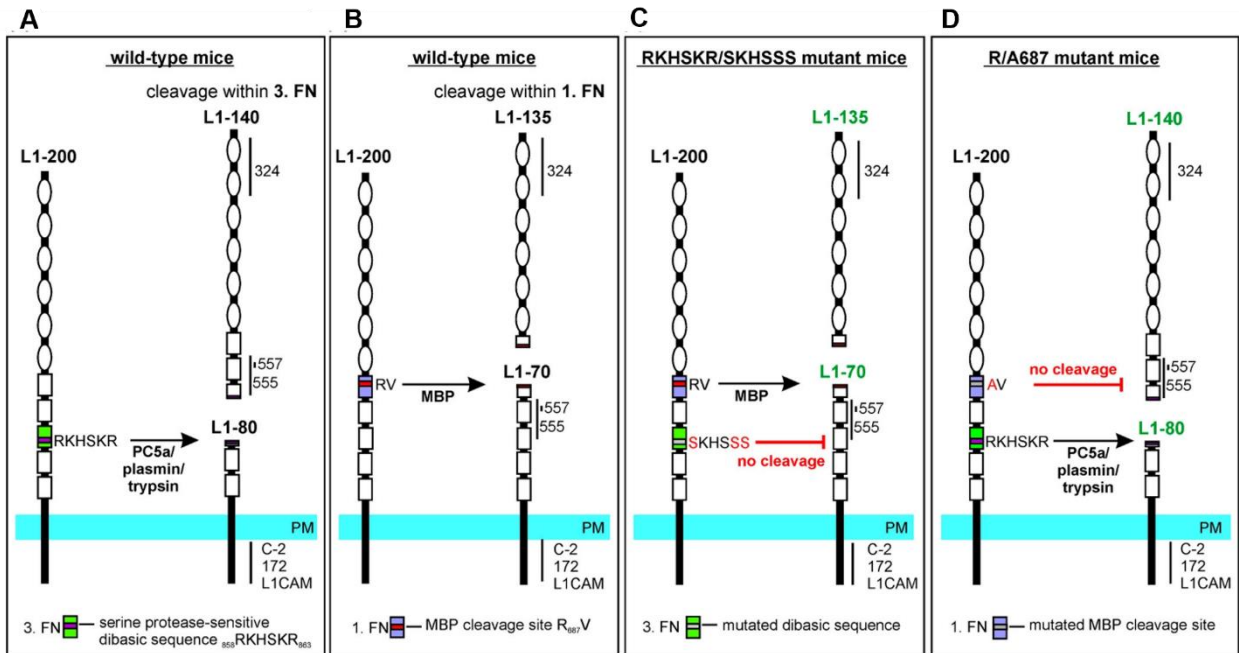 A
wild-type mice
cleavage within 3. FN
L1-140
L1-200
324
557
555
RKHSKR
L1-80
PC5a/
plasmin/
trypsin
PM
C-2
172
L1CAM
3. FN
serine protease-sensitive
dibasic sequence 858RKHSKR863
B
wild-type mice
cleavage within 1. FN
L1-135
L1-200
324
RV
MBP
L1-70
557
555
PM
C-2
172
L1CAM
1. FN
MBP cleavage site R687V
C
RKHSKR/SKHSSS mutant mice
L1-135
L1-200
324
RV
MBP
L1-70
557
555
SKHSSS
no cleavage
PM
C-2
172
L1CAM
3. FN
mutated dibasic sequence
D
R/A687 mutant mice
L1-140
L1-200
324
AV
no cleavage
557
555
RKHSKR
L1-80
PC5a/
plasmin/
trypsin
PM
C-2
172
L1CAM
1. FN
mutated MBP cleavage site